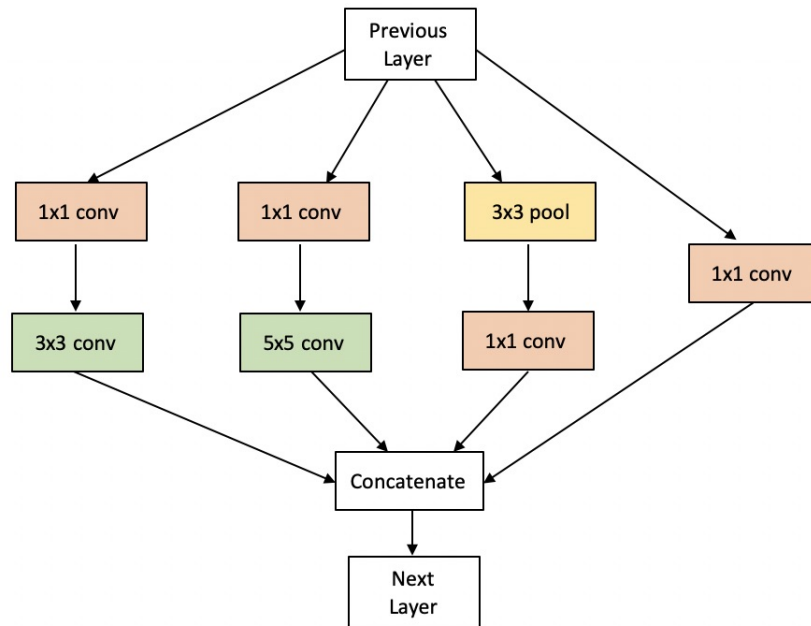 Previous
Layer
1x1 conv
1x1 conv
3x3 pool
1x1 conv
3x3 conv
5x5 conv
1x1 conv
Concatenate
Next
Layer